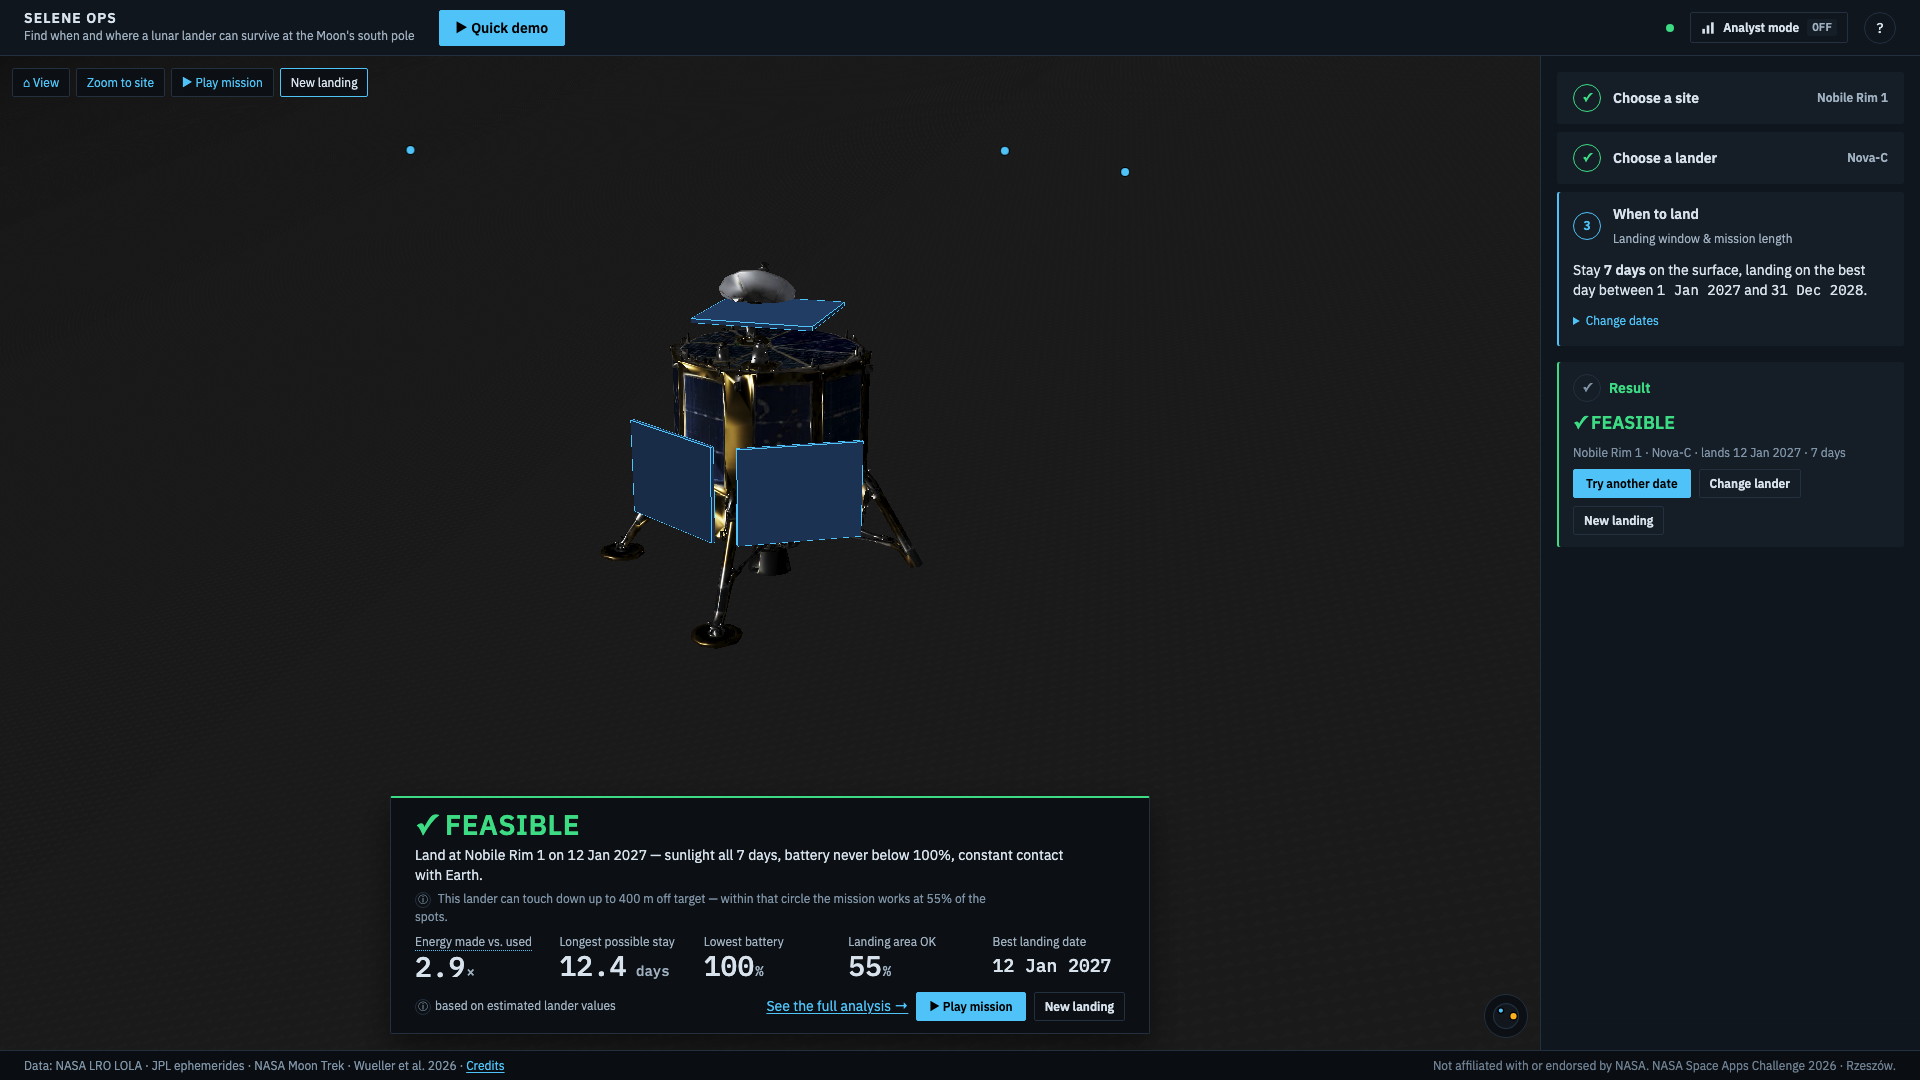 SELENE OPS
Find when and where a lunar lander can survive at the Moon's south pole
▶ Quick demo
Analyst mode OFF
?
⌂ View
Zoom to site
▶ Play mission
New landing
✓ Choose a site Nobile Rim 1
✓ Choose a lander Nova-C
3 When to land
Landing window & mission length
Stay 7 days on the surface, landing on the best
day between 1 Jan 2027 and 31 Dec 2028.
▶ Change dates
✓ Result
✓ FEASIBLE
Nobile Rim 1 · Nova-C · lands 12 Jan 2027 · 7 days
Try another date
Change lander
New landing
✓ FEASIBLE
Land at Nobile Rim 1 on 12 Jan 2027 — sunlight all 7 days, battery never below 100%, constant contact
with Earth.
ⓘ This lander can touch down up to 400 m off target — within that circle the mission works at 55% of the
spots.
Energy made vs. used
2.9×
Longest possible stay
12.4 days
Lowest battery
100%
Landing area OK
55%
Best landing date
12 Jan 2027
ⓘ based on estimated lander values
See the full analysis →
▶ Play mission
New landing
Data: NASA LRO LOLA · JPL ephemerides · NASA Moon Trek · Wueller et al. 2026 · Credits
Not affiliated with or endorsed by NASA. NASA Space Apps Challenge 2026 · Rzeszów.